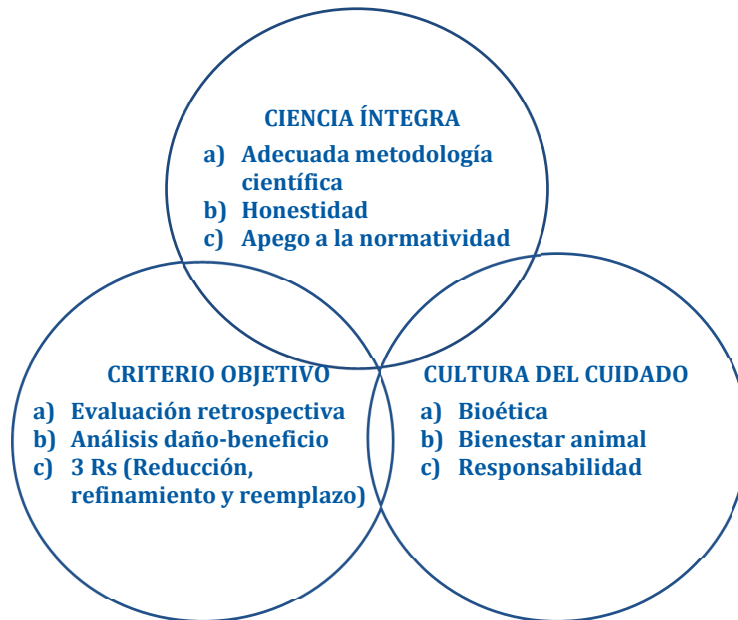 CIENCIA ÍNTEGRA
a) Adecuada metodología
científica
b) Honestidad
c) Apego a la normatividad
CRITERIO OBJETIVO
a) Evaluación retrospectiva
b) Análisis daño-beneficio
c) 3 Rs (Reducción,
refinamiento y reemplazo)
CULTURA DEL CUIDADO
a) Bioética
b) Bienestar animal
c) Responsabilidad